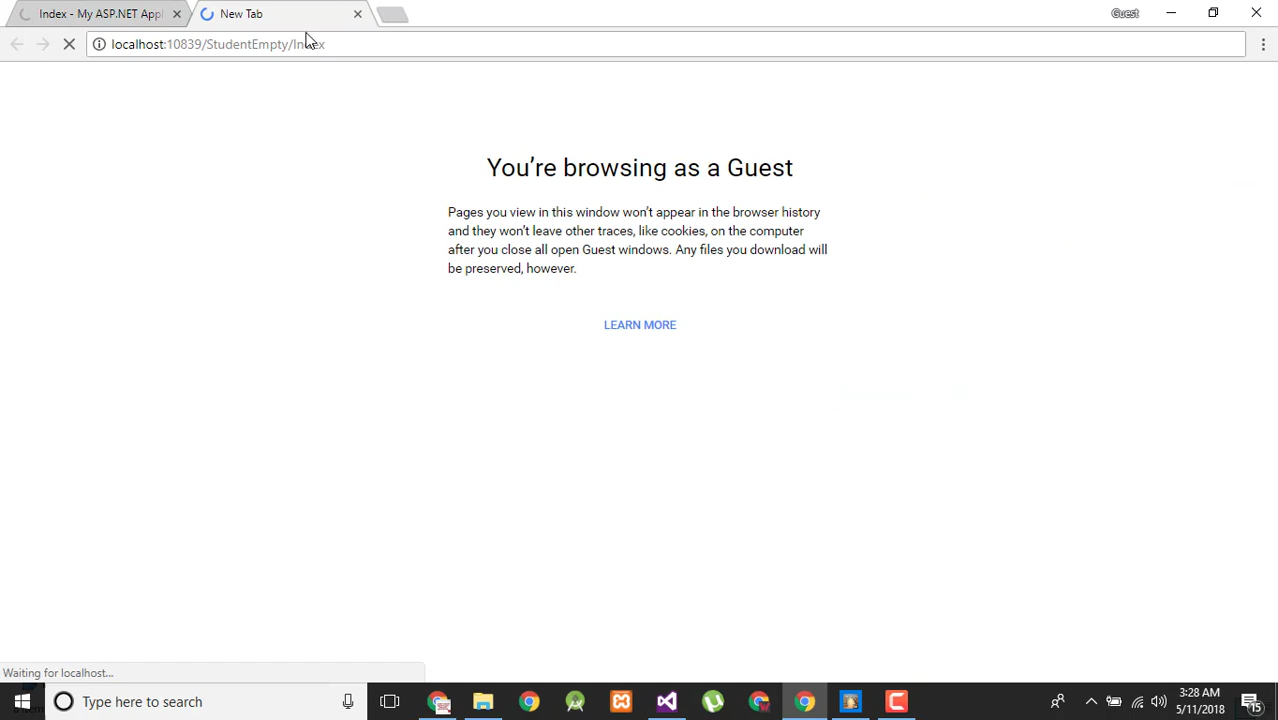 Index - My ASP.NET Appl
New Tab
Guest
localhost:10839/StudentEmpty/Index
You're browsing as a Guest
Pages you view in this window won't appear in the browser history
and they won't leave other traces, like cookies, on the computer
after you close all open Guest windows. Any files you download will
be preserved, however.
LEARN MORE
Waiting for localhost...
Type here to search
3:28 AM
5/11/2018
15